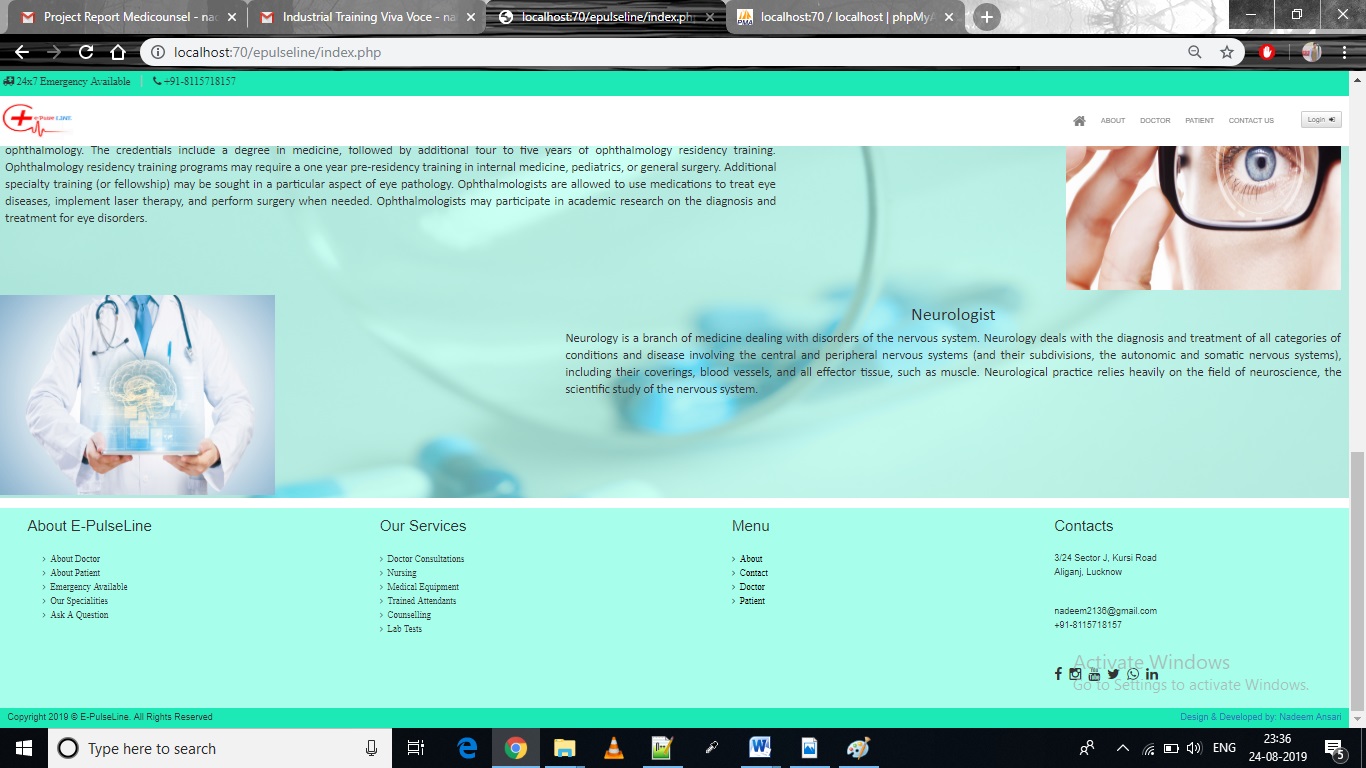 Project Report Medicounsel - nac
Industrial Training Viva Voce - na
localhost:70/epulseline/index.ph
localhost:70 / localhost | phpMyA
localhost:70/epulseline/index.php
24x7 Emergency Available | +91-8115718157
e-Pulse LINE
ABOUT DOCTOR PATIENT CONTACT US Login
ophthalmology. The credentials include a degree in medicine, followed by additional four to five years of ophthalmology residency training.
Ophthalmology residency training programs may require a one year pre-residency training in internal medicine, pediatrics, or general surgery. Additional
specialty training (or fellowship) may be sought in a particular aspect of eye pathology. Ophthalmologists are allowed to use medications to treat eye
diseases, implement laser therapy, and perform surgery when needed. Ophthalmologists may participate in academic research on the diagnosis and
treatment for eye disorders.
Neurologist
Neurology is a branch of medicine dealing with disorders of the nervous system. Neurology deals with the diagnosis and treatment of all categories of
conditions and disease involving the central and peripheral nervous systems (and their subdivisions, the autonomic and somatic nervous systems),
including their coverings, blood vessels, and all effector tissue, such as muscle. Neurological practice relies heavily on the field of neuroscience, the
scientific study of the nervous system.
About E-PulseLine
About Doctor
About Patient
Emergency Available
Our Specialities
Ask A Question
Our Services
Doctor Consultations
Nursing
Medical Equipment
Trained Attendants
Counselling
Lab Tests
Menu
About
Contact
Doctor
Patient
Contacts
3/24 Sector J, Kursi Road
Aliganj, Lucknow
nadeem2136@gmail.com
+91-8115718157
Activate Windows
Go to Settings to activate Windows.
Copyright 2019 © E-PulseLine. All Rights Reserved
Design & Developed by: Nadeem Ansari
Type here to search
ENG
23:36
24-08-2019
5